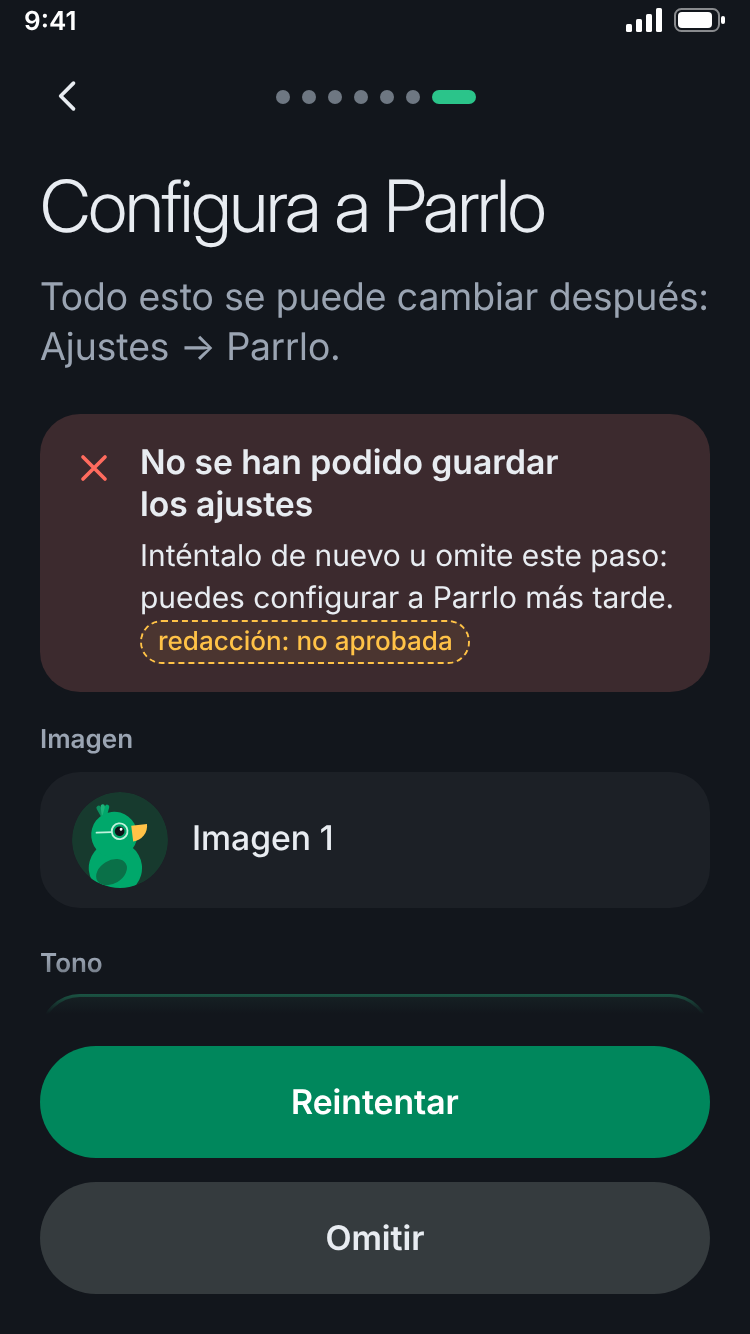 9:41
Configura a Parrlo
Todo esto se puede cambiar después:
Ajustes → Parrlo.
No se han podido guardar
los ajustes
Inténtalo de nuevo u omite este paso:
puedes configurar a Parrlo más tarde.
redacción: no aprobada
Imagen
Imagen 1
Tono
Reintentar
Omitir